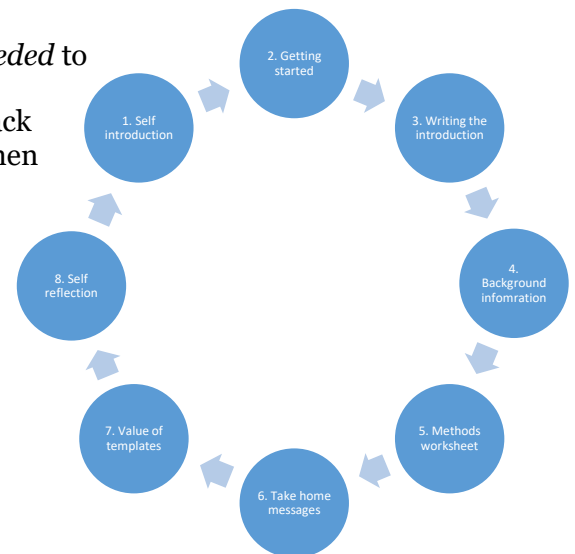 eded to
ack
hen
1. Self
introduction
2. Getting
started
3. Writing the
introduction
4.
Background
infomration
5. Methods
worksheet
6. Take home
messages
7. Value of
templates
8. Self
reflection